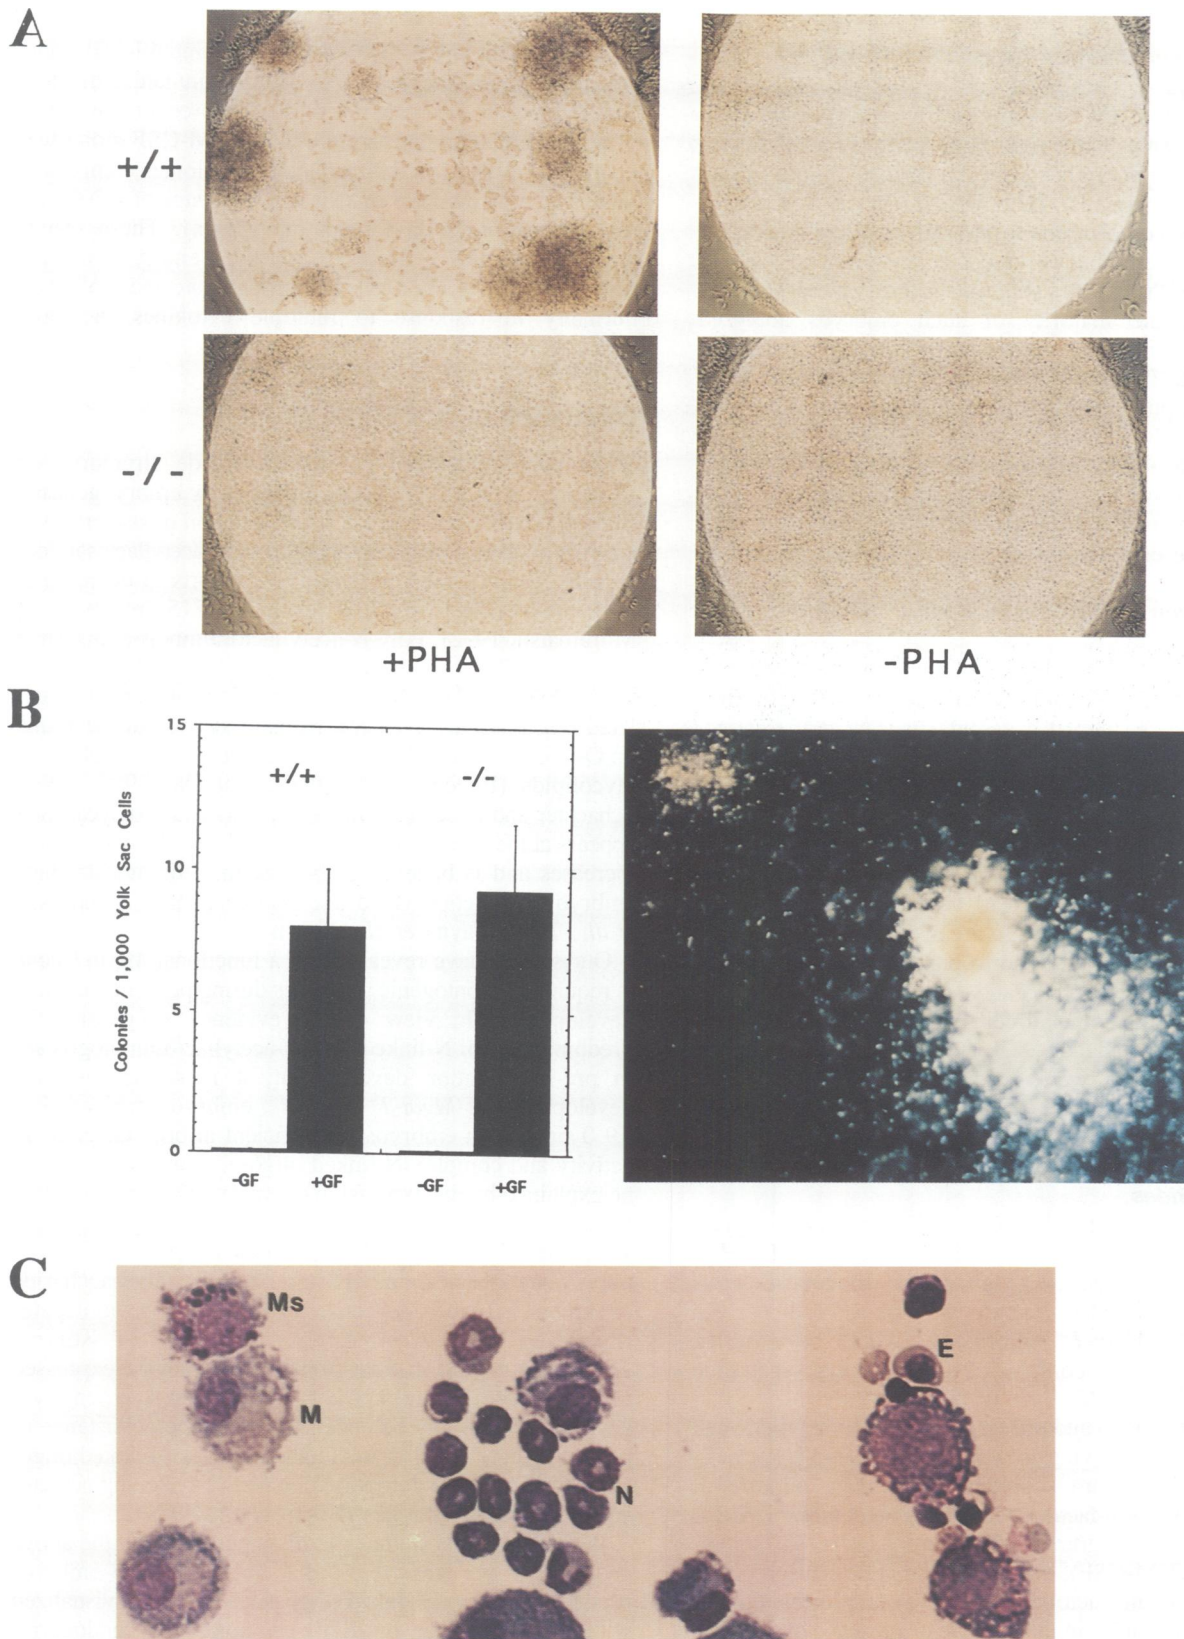 A
+/+
-/-
+PHA
-PHA
B
15
10
5
0
Colonies / 1,000 Yolk Sac Cells
+/+
-/-
-GF
+GF
-GF
+GF
C
Ms
M
N
E